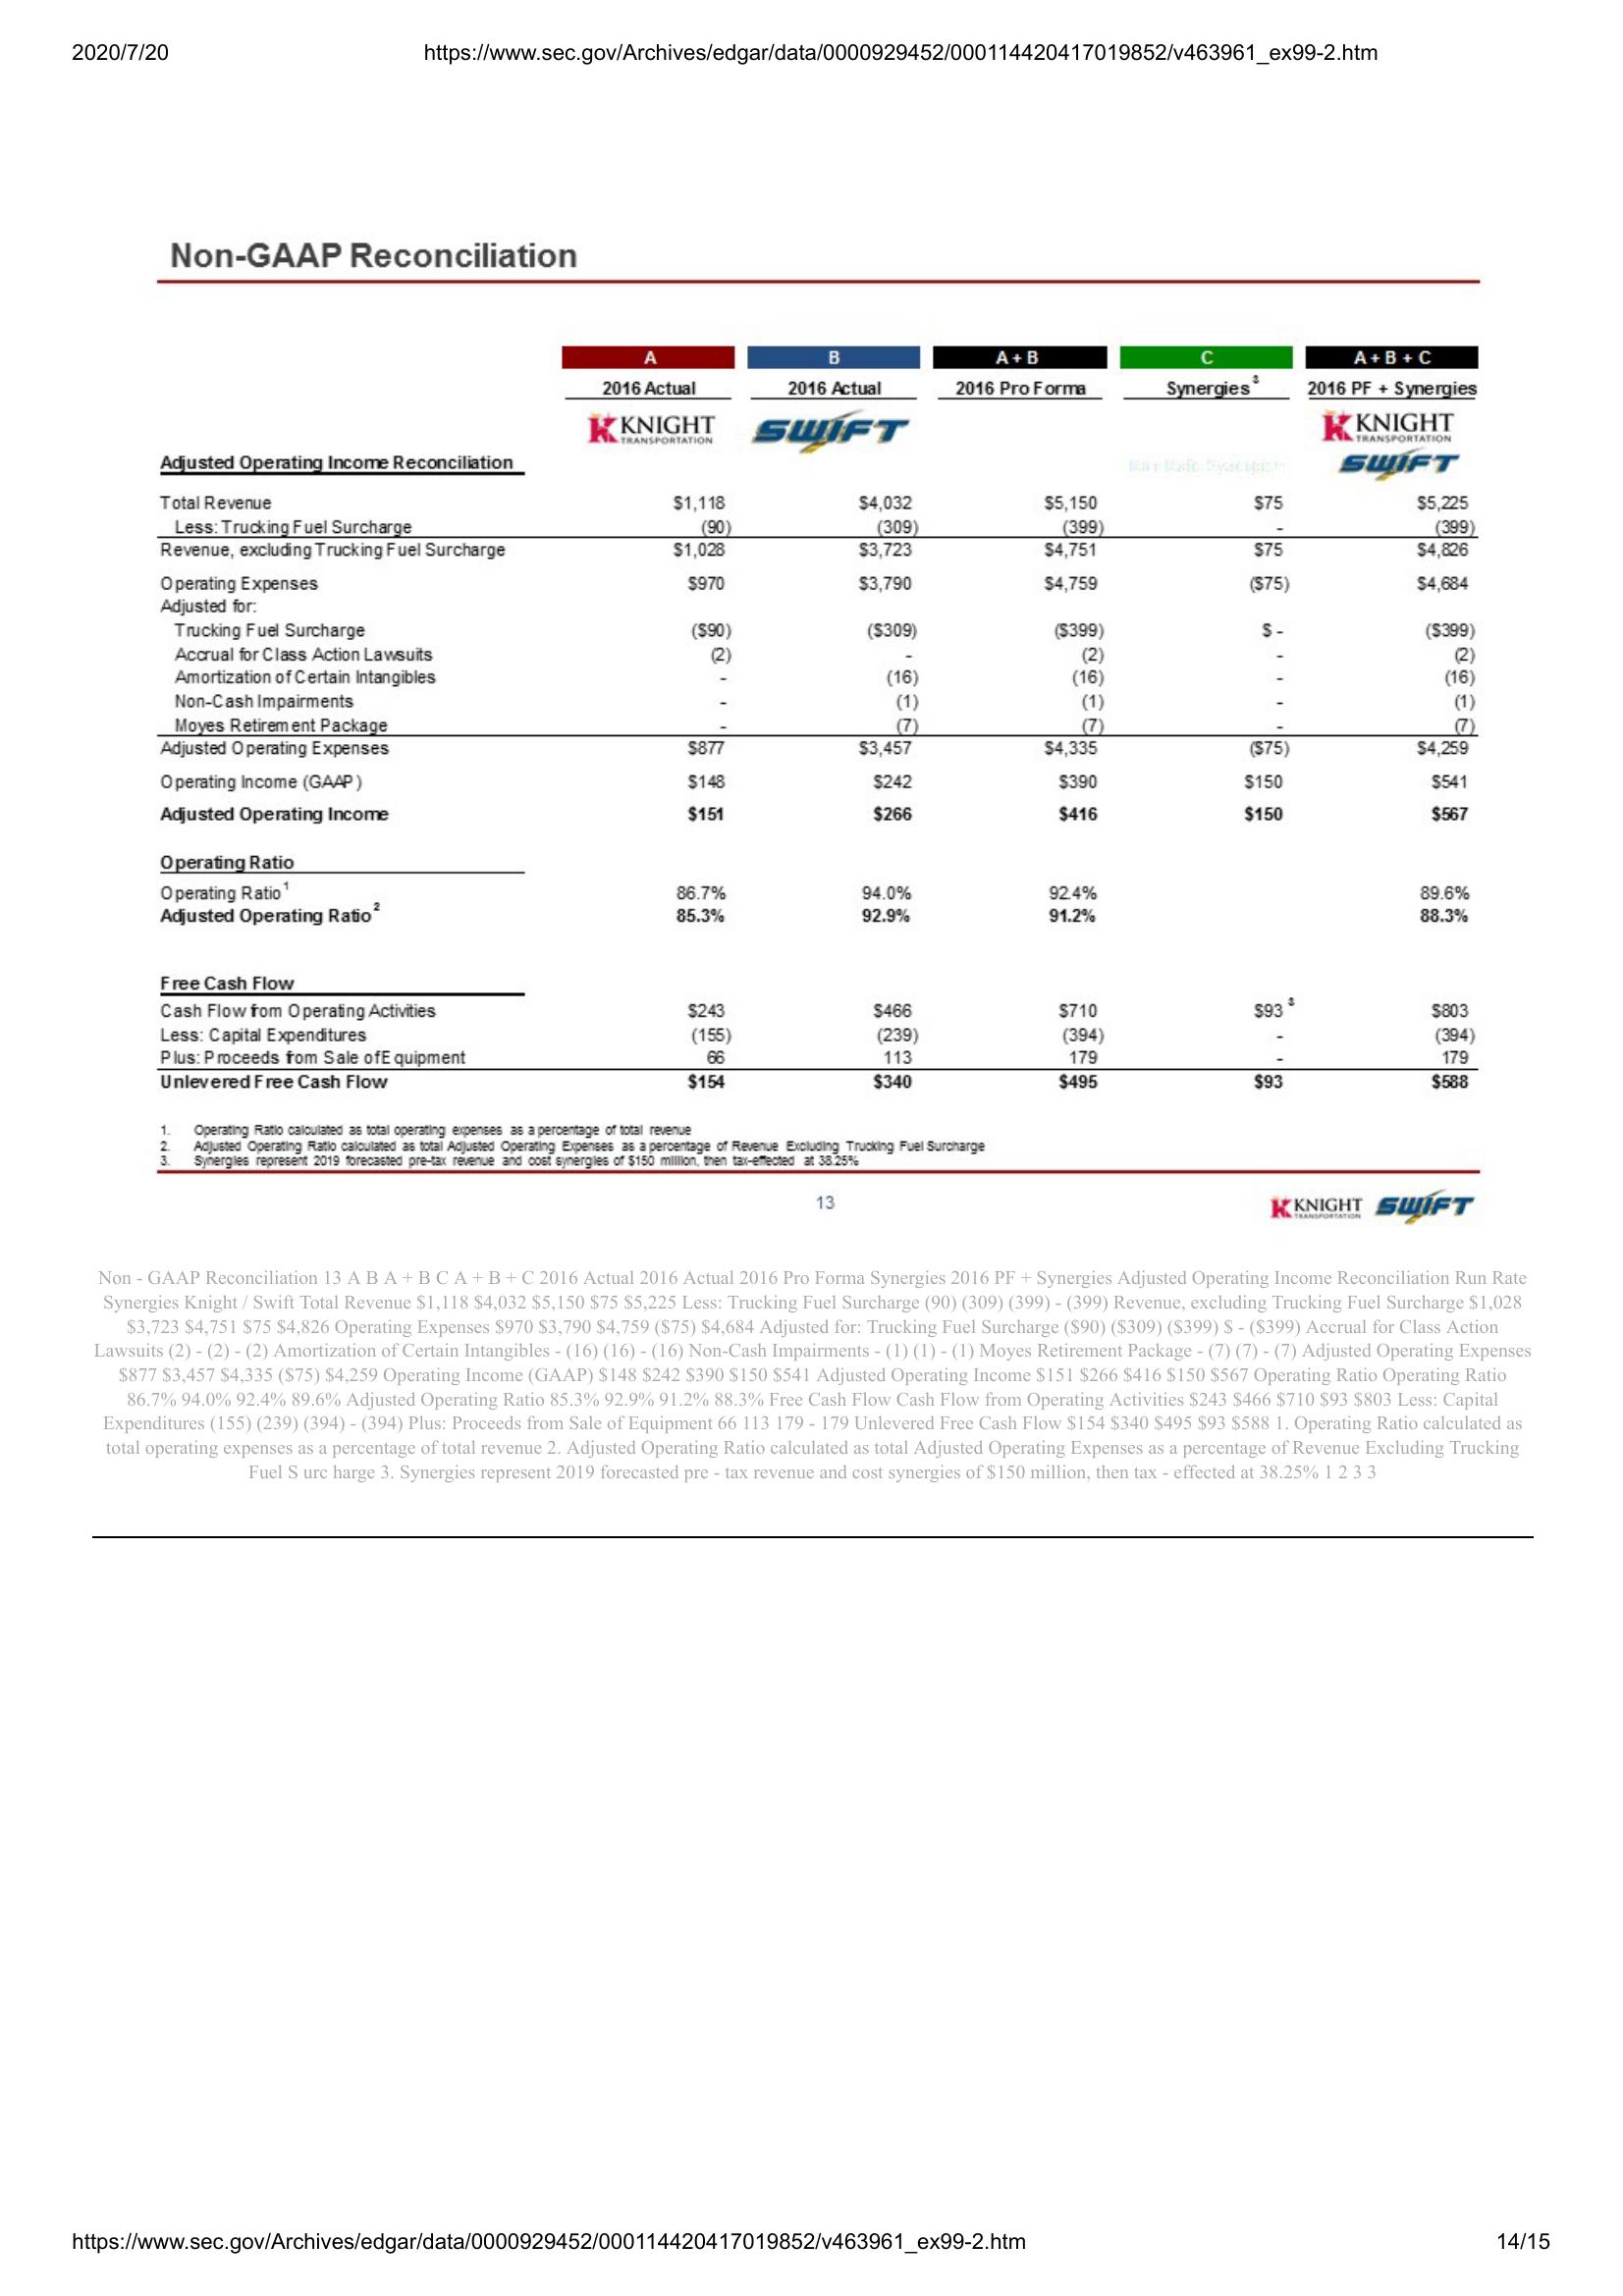 2020/7/20 https://www.sec.gov/Archives/edgar/data/0000929452/000114420417019852/v463961_ex99-2.htm
Non-GAAP Reconciliation
A B A + B C A + B + C
2016 Actual 2016 Actual 2016 Pro Forma Synergies 3 2016 PF + Synergies
KNIGHT TRANSPORTATION SWIFT KNIGHT TRANSPORTATION
Adjusted Operating Income Reconciliation Run Rate Synergies SWIFT
Total Revenue $1,118 $4,032 $5,150 $75 $5,225
Less: Trucking Fuel Surcharge (90) (309) (399) - (399)
Revenue, excluding Trucking Fuel Surcharge $1,028 $3,723 $4,751 $75 $4,826
Operating Expenses $970 $3,790 $4,759 ($75) $4,684
Adjusted for:
Trucking Fuel Surcharge ($90) ($309) ($399) $ - ($399)
Accrual for Class Action Lawsuits (2) - (2) - (2)
Amortization of Certain Intangibles - (16) (16) - (16)
Non-Cash Impairments - (1) (1) - (1)
Moyes Retirement Package - (7) (7) - (7)
Adjusted Operating Expenses $877 $3,457 $4,335 ($75) $4,259
Operating Income (GAAP) $148 $242 $390 $150 $541
Adjusted Operating Income $151 $266 $416 $150 $567
Operating Ratio
Operating Ratio 1 86.7% 94.0% 92.4% 89.6%
Adjusted Operating Ratio 2 85.3% 92.9% 91.2% 88.3%
Free Cash Flow
Cash Flow from Operating Activities $243 $466 $710 $93 3 $803
Less: Capital Expenditures (155) (239) (394) - (394)
Plus: Proceeds from Sale of Equipment 66 113 179 - 179
Unlevered Free Cash Flow $154 $340 $495 $93 $588
1. Operating Ratio calculated as total operating expenses as a percentage of total revenue
2. Adjusted Operating Ratio calculated as total Adjusted Operating Expenses as a percentage of Revenue Excluding Trucking Fuel Surcharge
3. Synergies represent 2019 forecasted pre-tax revenue and cost synergies of $150 million, then tax-effected at 38.25%
13 KNIGHT TRANSPORTATION SWIFT
Non - GAAP Reconciliation 13 A B A + B C A + B + C 2016 Actual 2016 Actual 2016 Pro Forma Synergies 2016 PF + Synergies Adjusted Operating Income Reconciliation Run Rate
Synergies Knight / Swift Total Revenue $1,118 $4,032 $5,150 $75 $5,225 Less: Trucking Fuel Surcharge (90) (309) (399) - (399) Revenue, excluding Trucking Fuel Surcharge $1,028
$3,723 $4,751 $75 $4,826 Operating Expenses $970 $3,790 $4,759 ($75) $4,684 Adjusted for: Trucking Fuel Surcharge ($90) ($309) ($399) $ - ($399) Accrual for Class Action
Lawsuits (2) - (2) - (2) Amortization of Certain Intangibles - (16) (16) - (16) Non-Cash Impairments - (1) (1) - (1) Moyes Retirement Package - (7) (7) - (7) Adjusted Operating Expenses
$877 $3,457 $4,335 ($75) $4,259 Operating Income (GAAP) $148 $242 $390 $150 $541 Adjusted Operating Income $151 $266 $416 $150 $567 Operating Ratio Operating Ratio
86.7% 94.0% 92.4% 89.6% Adjusted Operating Ratio 85.3% 92.9% 91.2% 88.3% Free Cash Flow Cash Flow from Operating Activities $243 $466 $710 $93 $803 Less: Capital
Expenditures (155) (239) (394) - (394) Plus: Proceeds from Sale of Equipment 66 113 179 - 179 Unlevered Free Cash Flow $154 $340 $495 $93 $588 1. Operating Ratio calculated as
total operating expenses as a percentage of total revenue 2. Adjusted Operating Ratio calculated as total Adjusted Operating Expenses as a percentage of Revenue Excluding Trucking
Fuel S urc harge 3. Synergies represent 2019 forecasted pre - tax revenue and cost synergies of $150 million, then tax - effected at 38.25% 1 2 3 3
https://www.sec.gov/Archives/edgar/data/0000929452/000114420417019852/v463961_ex99-2.htm 14/15